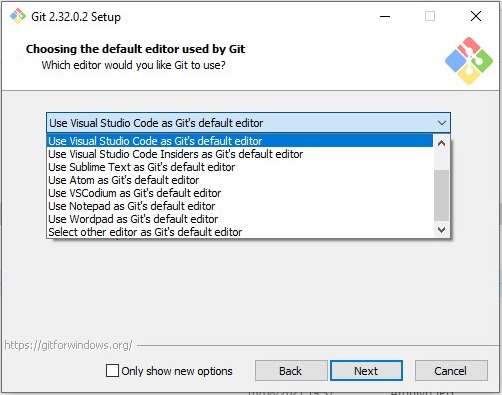 Git 2.32.0.2 Setup
Choosing the default editor used by Git
Which editor would you like Git to use?
Use Visual Studio Code as Git's default editor
Use Visual Studio Code as Git's default editor
Use Visual Studio Code Insiders as Git's default editor
Use Sublime Text as Git's default editor
Use Atom as Git's default editor
Use VSCodium as Git's default editor
Use Notepad as Git's default editor
Use Wordpad as Git's default editor
Select other editor as Git's default editor
https://gitforwindows.org/
Only show new options
Back
Next
Cancel